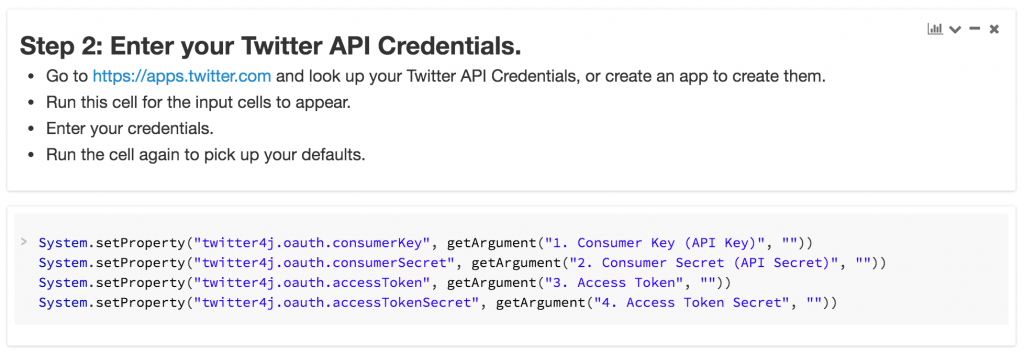 Step 2: Enter your Twitter API Credentials.
• Go to https://apps.twitter.com and look up your Twitter API Credentials, or create an app to create them.
• Run this cell for the input cells to appear.
• Enter your credentials.
• Run the cell again to pick up your defaults.
> System.setProperty("twitter4j.oauth.consumerKey", getArgument("1. Consumer Key (API Key)", ""))
System.setProperty("twitter4j.oauth.consumerSecret", getArgument("2. Consumer Secret (API Secret)", ""))
System.setProperty("twitter4j.oauth.accessToken", getArgument("3. Access Token", ""))
System.setProperty("twitter4j.oauth.accessTokenSecret", getArgument("4. Access Token Secret", ""))